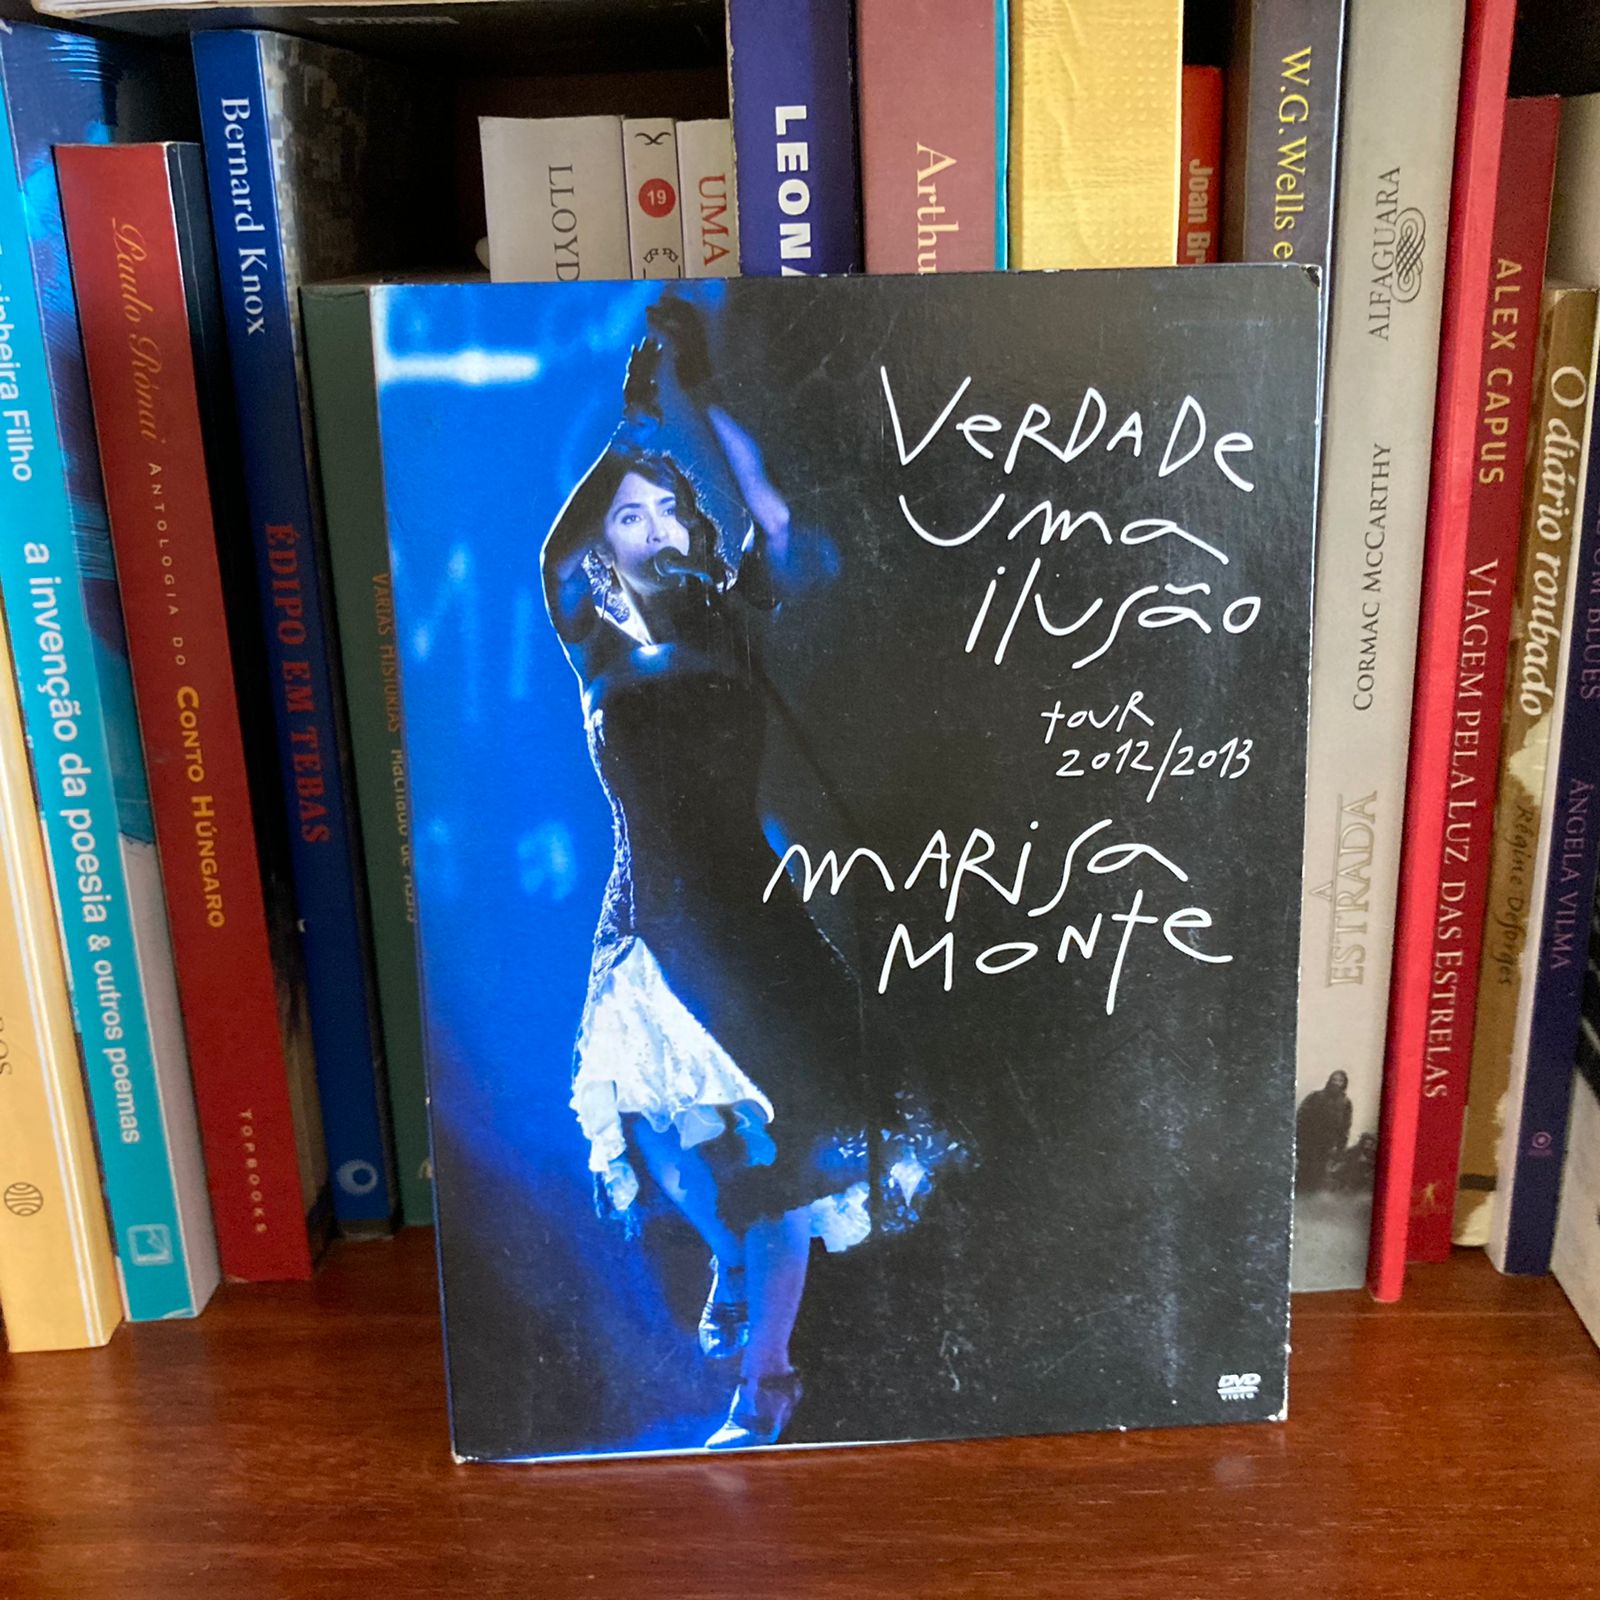 VERDADE
UMA
ilusão
tour
2012/2013
MARISA
MONTE
DVD
VIDEO
inheira Filho
a invenção da poesia & outros poemas
Paulo Rónai
ANTOLOGIA DO CONTO HÚNGARO
TOPBOOKS
Bernard Knox
ÉDIPO EM TEBAS
VÁRIAS HISTÓRIAS Machado de Assis
LLOYD
19
UMA
LEONA
Arthu
Joan Br
W.G. Wells e
ALFAGUARA
CORMAC MCCARTHY
A ESTRADA
ALEX CAPUS
VIAGEM PELA LUZ DAS ESTRELAS
O diário roubado
Régine Deforges
BLUES
ÂNGELA VILMA